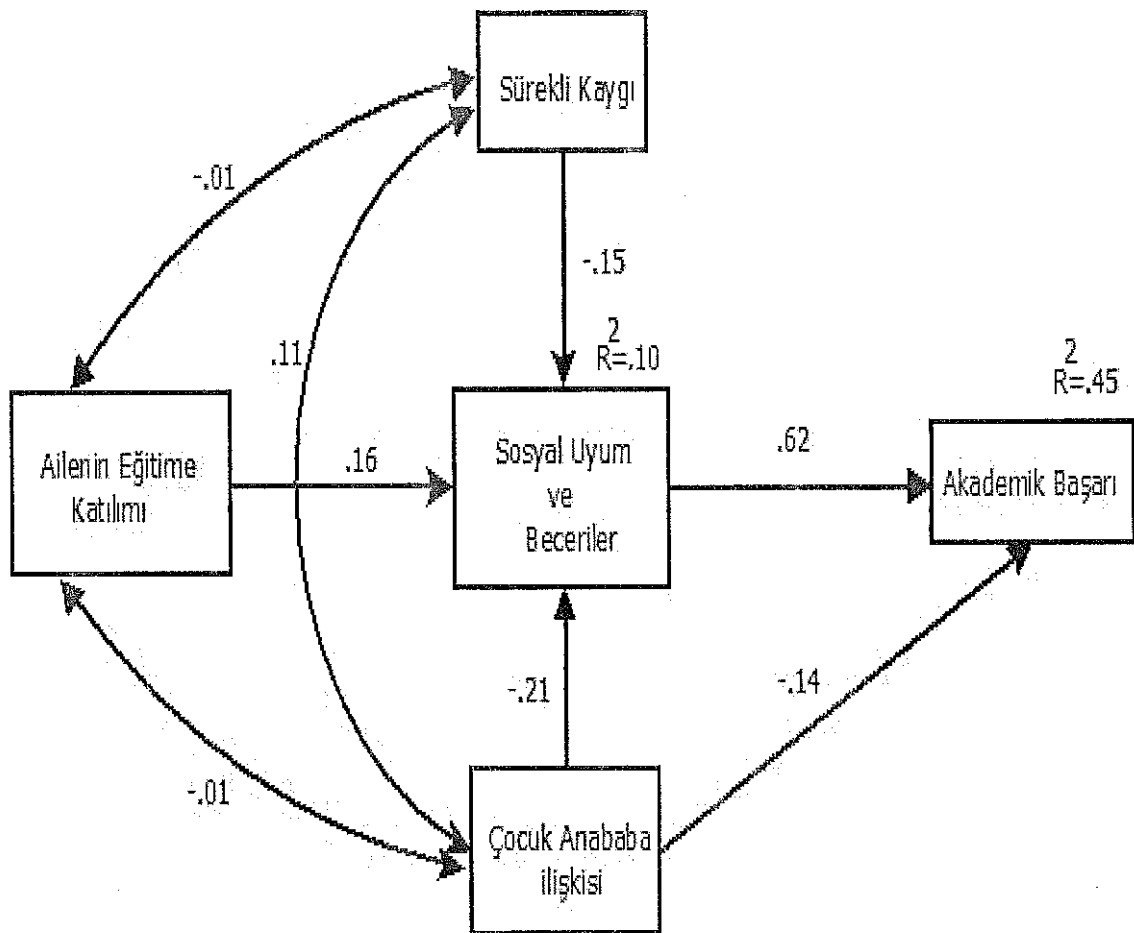 Sürekli Kaygı
-.01
-.15
2
R=.10
2
R=.45
.11
Ailenin Eğitime
Katılımı
.16
Sosyal Uyum
ve
Beceriler
.62
Akademik Başarı
-.21
-.14
-.01
Çocuk Anababa
ilişkisi